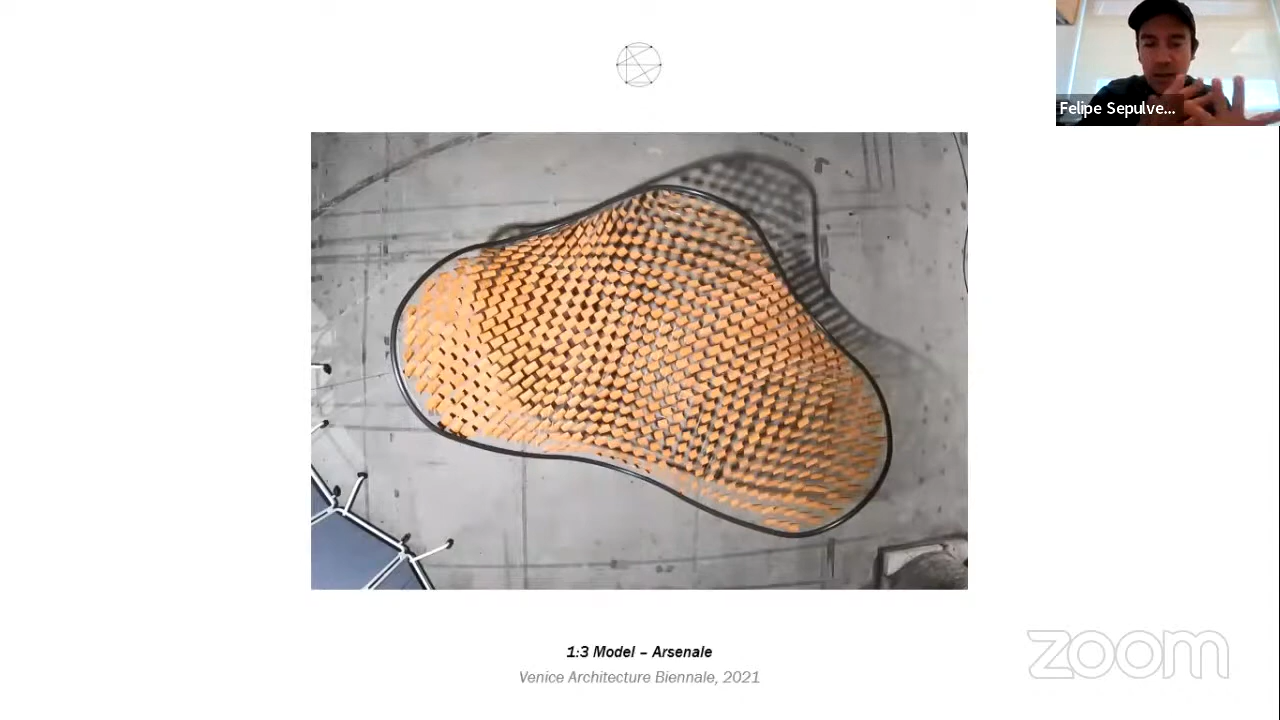 Felipe Sepulve...
1:3 Model – Arsenale
Venice Architecture Biennale, 2021
zoom